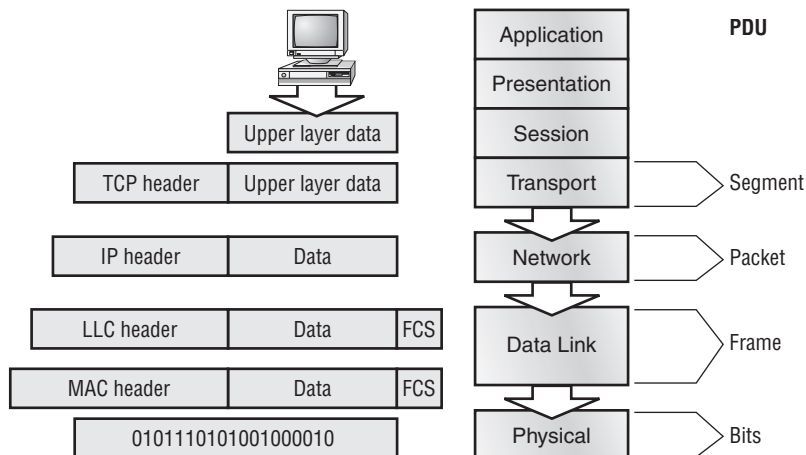 Application
PDU
Presentation
Upper layer data
Session
TCP header
Upper layer data
Transport
Segment
IP header
Data
Network
Packet
LLC header
Data
FCS
Data Link
Frame
MAC header
Data
FCS
0101110101001000010
Physical
Bits